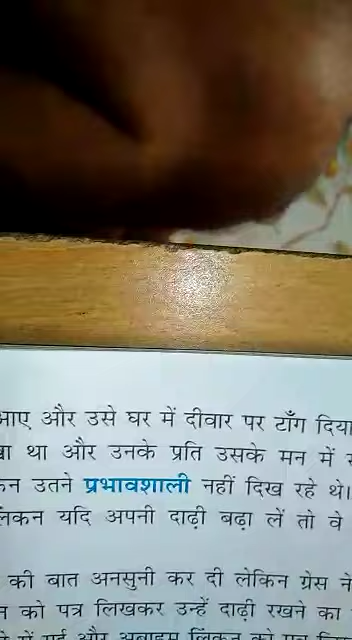 आए और उसे घर में दीवार पर टाँग दिया
था और उनके प्रति उसके मन में
उतने प्रभावशाली नहीं दिख रहे थे।
लिंकन यदि अपनी दाढ़ी बढ़ा लें तो वे
की बात अनसुनी कर दी लेकिन ग्रेस ने
को पत्र लिखकर उन्हें दाढ़ी रखने का